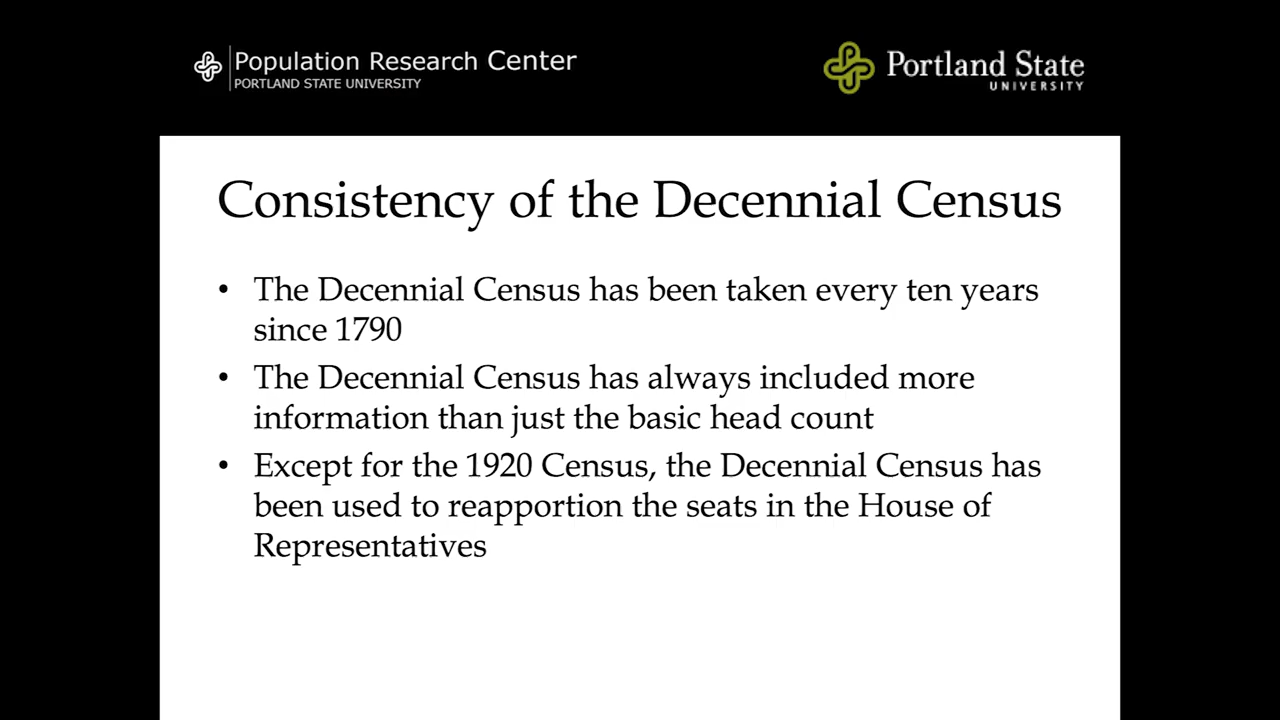 Population Research Center
PORTLAND STATE UNIVERSITY
Portland State
UNIVERSITY
Consistency of the Decennial Census
• The Decennial Census has been taken every ten years
since 1790
• The Decennial Census has always included more
information than just the basic head count
• Except for the 1920 Census, the Decennial Census has
been used to reapportion the seats in the House of
Representatives